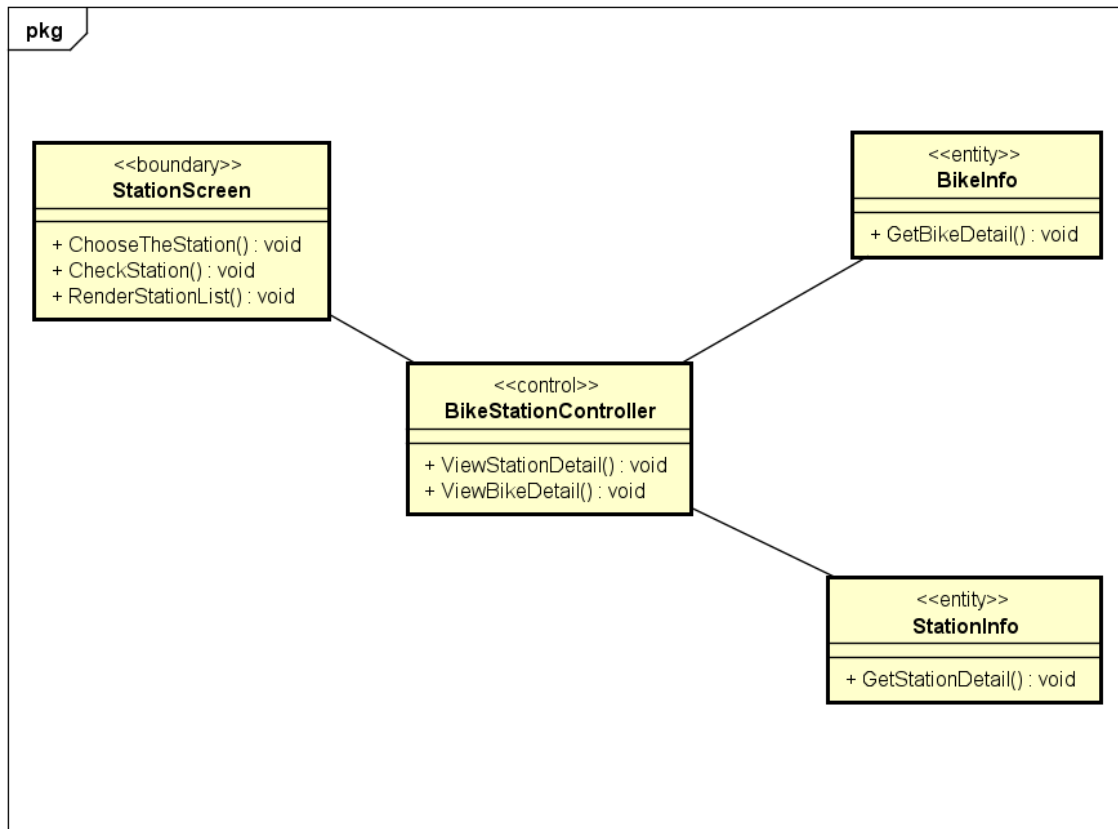 pkg
<<boundary>>
StationScreen
+ ChooseTheStation() : void
+ CheckStation() : void
+ RenderStationList() : void
<<entity>>
BikeInfo
+ GetBikeDetail() : void
<<control>>
BikeStationController
+ ViewStationDetail() : void
+ ViewBikeDetail() : void
<<entity>>
StationInfo
+ GetStationDetail() : void